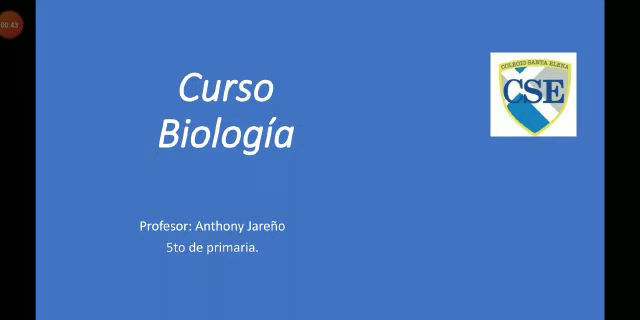 00:43
Curso
Biología
COLEGIO SANTA ELENA
CSE
Profesor: Anthony Jareño
5to de primaria.